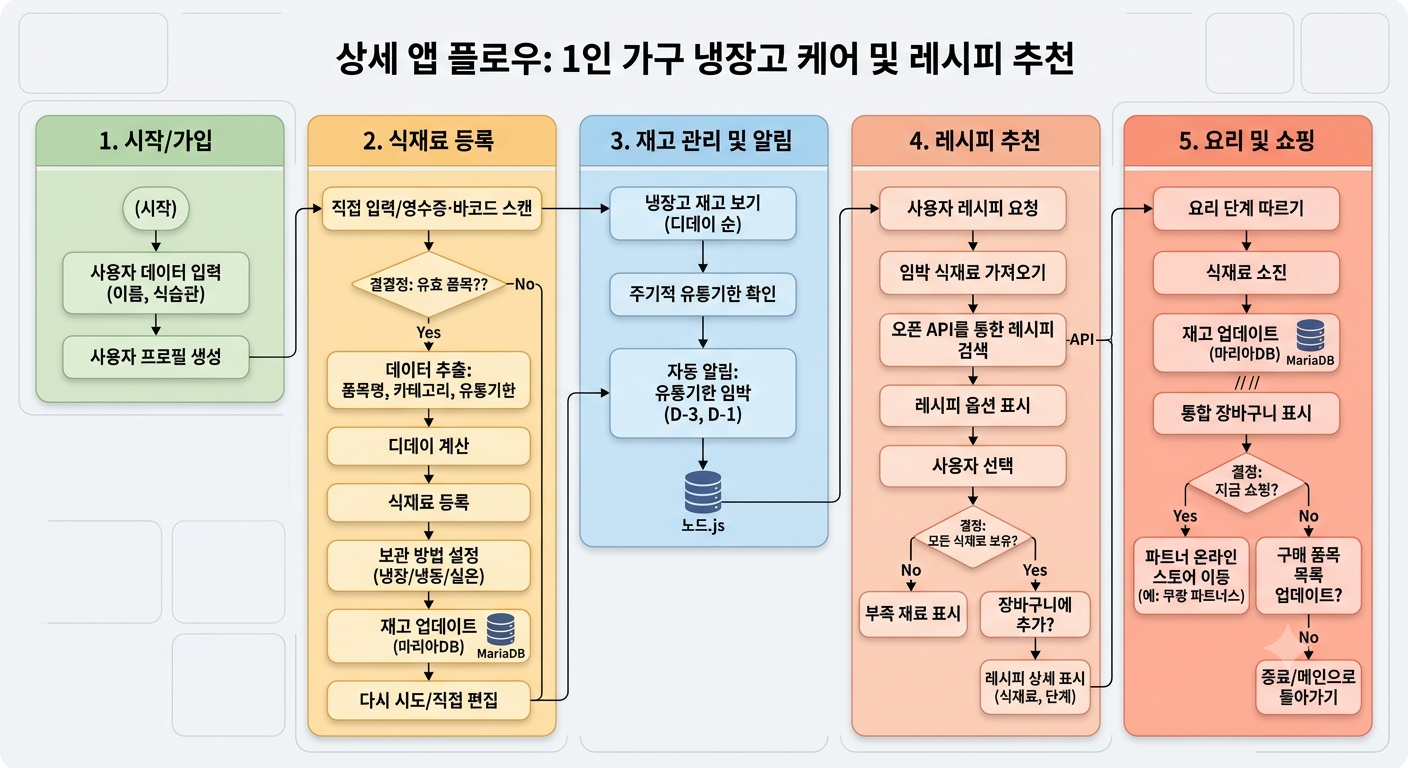 상세 앱 플로우: 1인 가구 냉장고 케어 및 레시피 추천
1. 시작/가입
(시작)
사용자 데이터 입력
(이름, 식습관)
사용자 프로필 생성
2. 식재료 등록
직접 입력/영수증·바코드 스캔
결결정: 유효 품목??
No
Yes
데이터 추출:
품목명, 카테고리, 유통기한
디데이 계산
식재료 등록
보관 방법 설정
(냉장/냉동/실온)
재고 업데이트
(마리아DB)
MariaDB
다시 시도/직접 편집
3. 재고 관리 및 알림
냉장고 재고 보기
(디데이 순)
주기적 유통기한 확인
자동 알림:
유통기한 임박
(D-3, D-1)
노드.js
4. 레시피 추천
사용자 레시피 요청
임박 식재료 가져오기
오픈 API를 통한 레시피
검색
API
레시피 옵션 표시
사용자 선택
결정:
모든 식재료 보유?
No
Yes
부족 재료 표시
장바구니에
추가?
레시피 상세 표시
(식재료, 단계)
5. 요리 및 쇼핑
요리 단계 따르기
식재료 소진
재고 업데이트
(마리아DB)
MariaDB
// //
통합 장바구니 표시
결정:
지금 쇼핑?
Yes
No
파트너 온라인
스토어 이동
(예: 무팡 파트너스)
구매 품목
목록
업데이트?
No
종료/메인으로
돌아가기